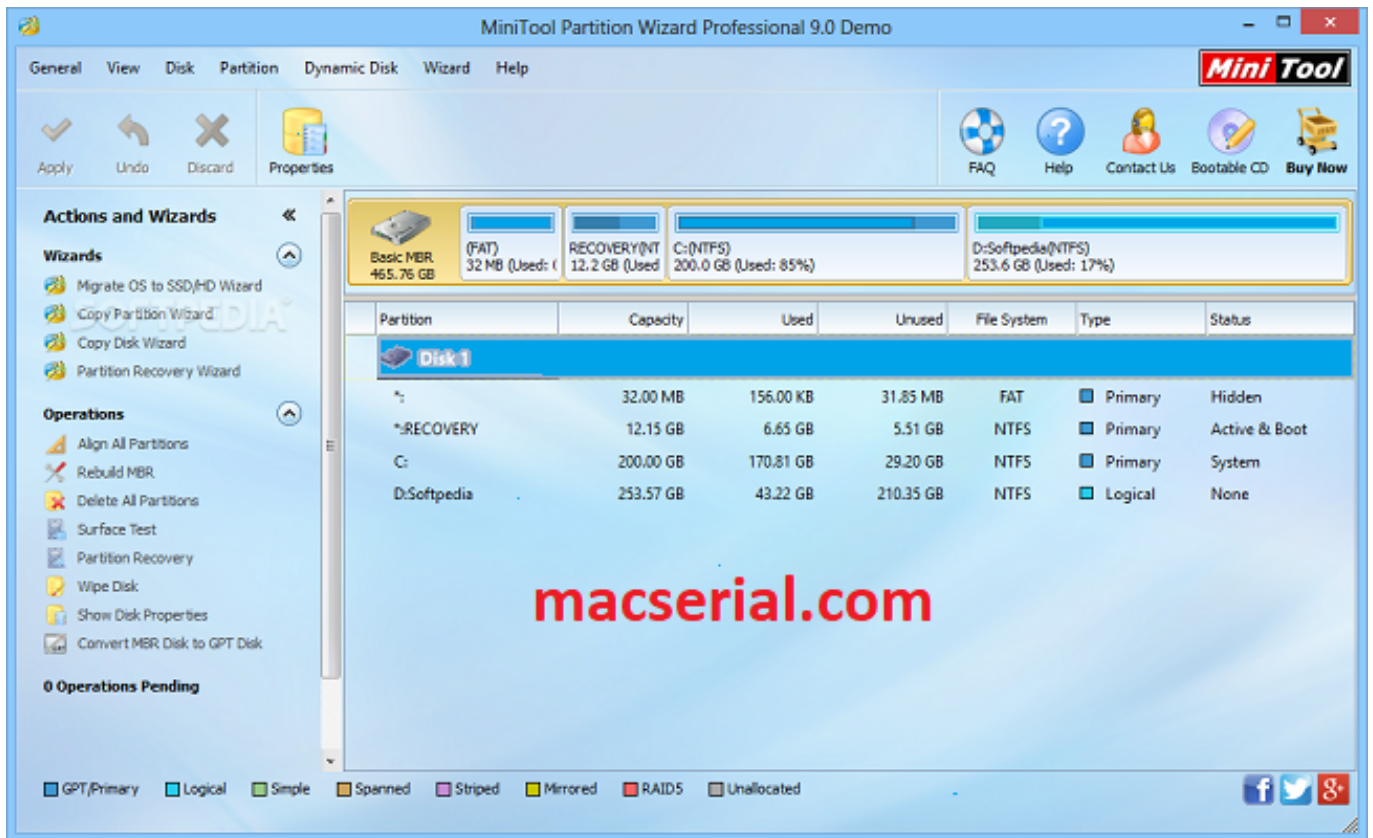 MiniTool Partition Wizard Professional 9.0 Demo
General View Disk Partition Dynamic Disk Wizard Help
Mini Tool
Apply Undo Discard Properties FAQ Help Contact Us Bootable CD Buy Now
Actions and Wizards
Wizards
Migrate OS to SSD/HD Wizard
Copy Partition Wizard
Copy Disk Wizard
Partition Recovery Wizard
SOFTPEDIA
Operations
Align All Partitions
Rebuild MBR
Delete All Partitions
Surface Test
Partition Recovery
Wipe Disk
Show Disk Properties
Convert MBR Disk to GPT Disk
0 Operations Pending
Basic MBR
465.76 GB
(FAT)
32 MB (Used: (
RECOVERY(NT
12.2 GB (Used
C:(NTFS)
200.0 GB (Used: 85%)
D:Softpedia(NTFS)
253.6 GB (Used: 17%)
Partition Capacity Used Unused File System Type Status
Disk 1
*: 32.00 MB 156.00 KB 31.85 MB FAT Primary Hidden
*:RECOVERY 12.15 GB 6.65 GB 5.51 GB NTFS Primary Active & Boot
C: 200.00 GB 170.81 GB 29.20 GB NTFS Primary System
D:Softpedia 253.57 GB 43.22 GB 210.35 GB NTFS Logical None
macserial.com
GPT/Primary Logical Simple Spanned Striped Mirrored RAID5 Unallocated
f
g+